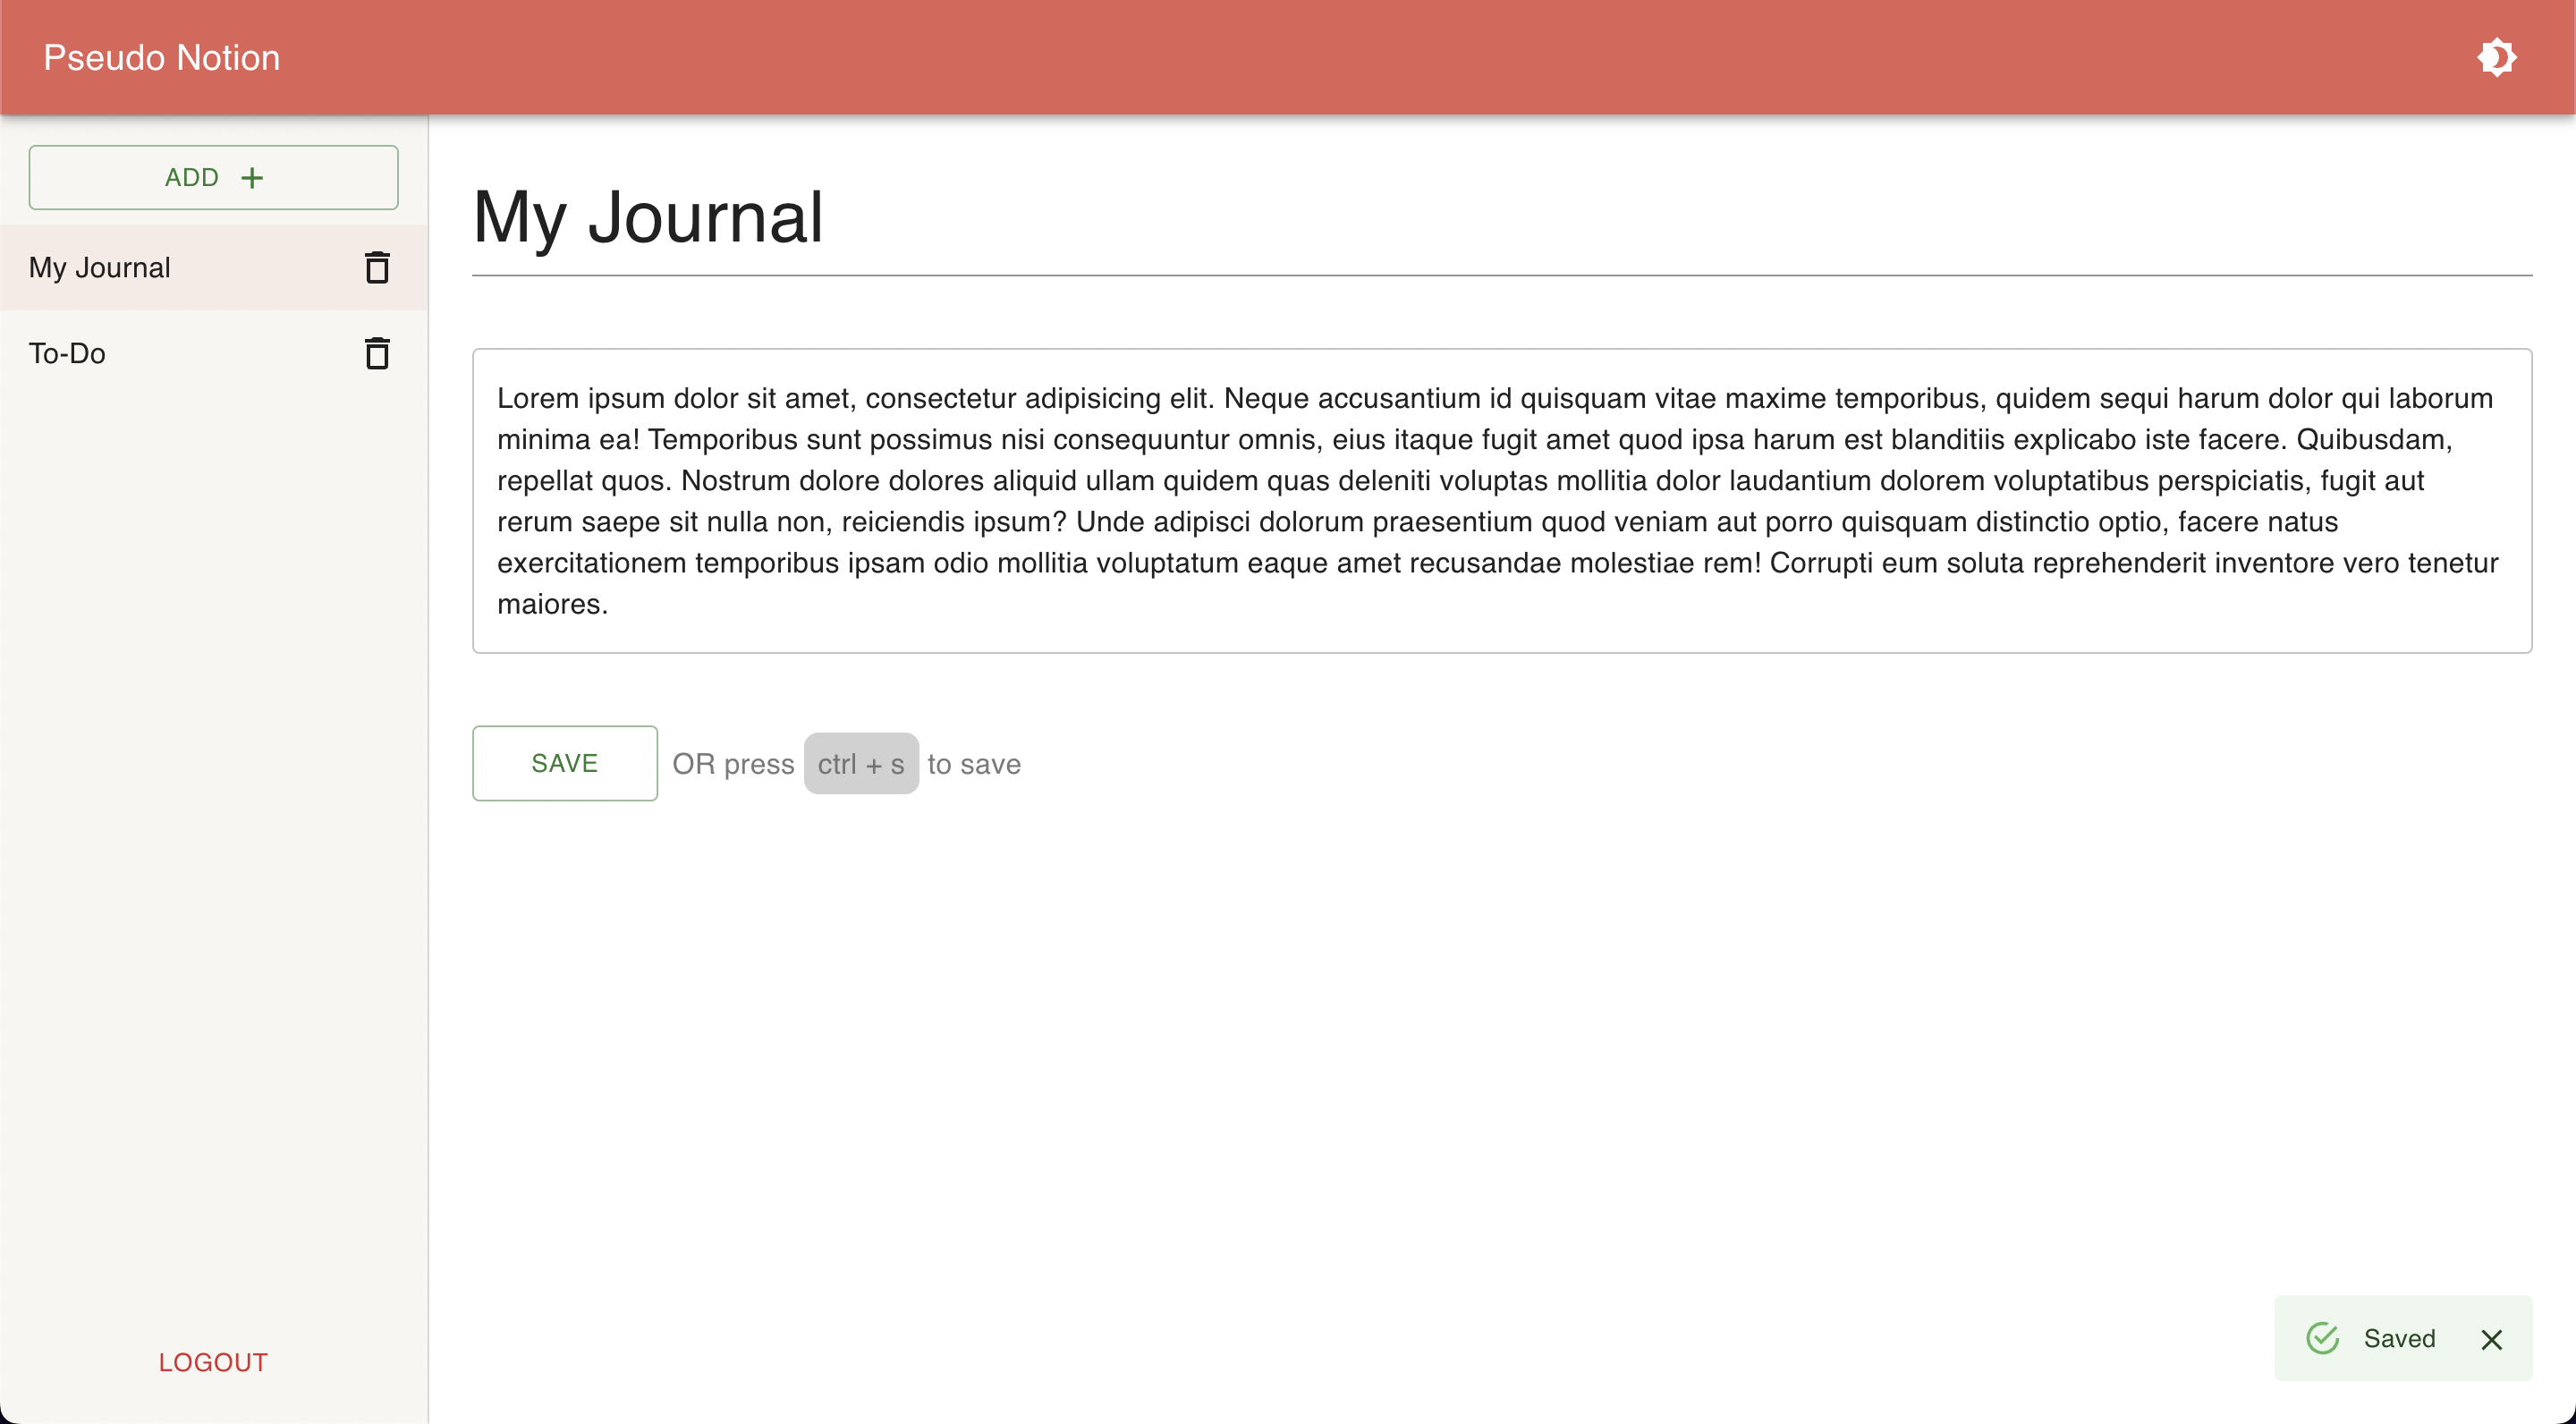 Pseudo Notion
ADD
My Journal
To-Do
LOGOUT
My Journal
Lorem ipsum dolor sit amet, consectetur adipisicing elit. Neque accusantium id quisquam vitae maxime temporibus, quidem sequi harum dolor qui laborum
minima ea! Temporibus sunt possimus nisi consequuntur omnis, eius itaque fugit amet quod ipsa harum est blanditiis explicabo iste facere. Quibusdam,
repellat quos. Nostrum dolore dolores aliquid ullam quidem quas deleniti voluptas mollitia dolor laudantium dolorem voluptatibus perspiciatis, fugit aut
rerum saepe sit nulla non, reiciendis ipsum? Unde adipisci dolorum praesentium quod veniam aut porro quisquam distinctio optio, facere natus
exercitationem temporibus ipsam odio mollitia voluptatum eaque amet recusandae molestiae rem! Corrupti eum soluta reprehenderit inventore vero tenetur
maiores.
SAVE OR press ctrl + s to save
Saved